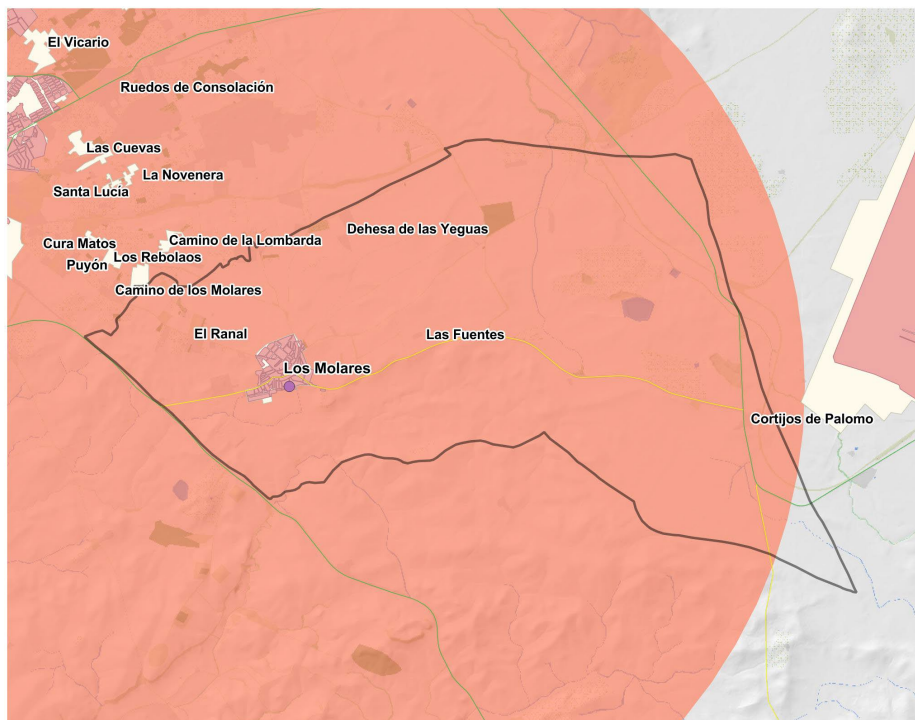 El Vicario
Ruedos de Consolación
Las Cuevas
La Novenera
Santa Lucía
Dehesa de las Yeguas
Cura Matos
Camino de la Lombarda
Los Rebolaos
Puyón
Camino de los Molares
El Ranal
Las Fuentes
Los Molares
Cortijos de Palomo